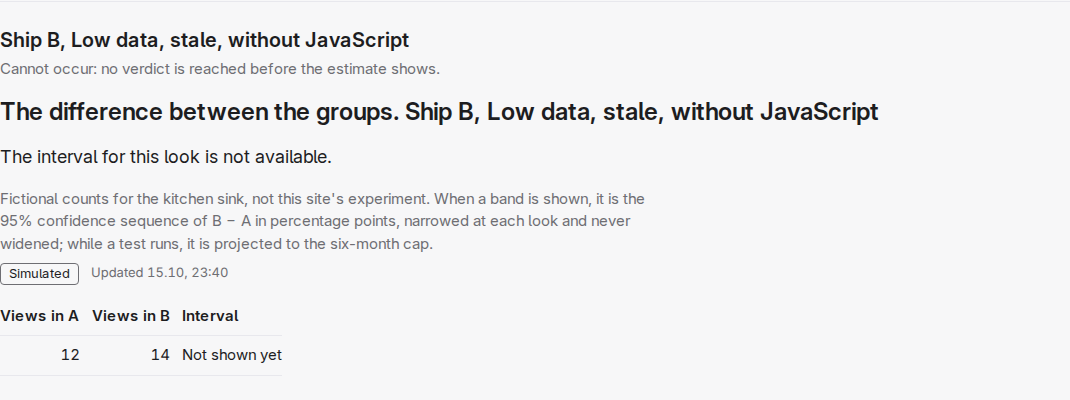 Ship B, Low data, stale, without JavaScript
Cannot occur: no verdict is reached before the estimate shows.
The difference between the groups. Ship B, Low data, stale, without JavaScript
The interval for this look is not available.
Fictional counts for the kitchen sink, not this site's experiment. When a band is shown, it is the
95% confidence sequence of B − A in percentage points, narrowed at each look and never
widened; while a test runs, it is projected to the six-month cap.
Simulated Updated 15.10, 23:40
Views in A Views in B Interval
12 14 Not shown yet